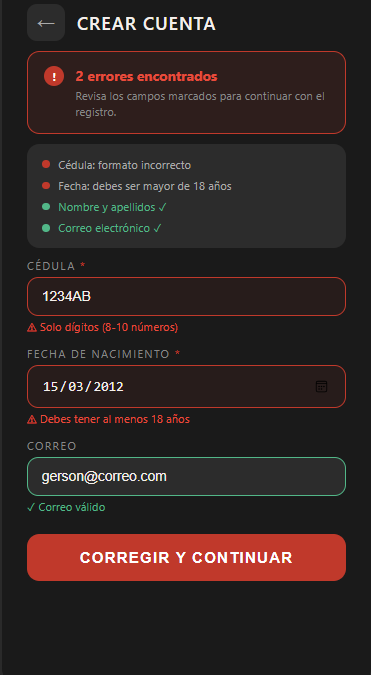 ← CREAR CUENTA
! 2 errores encontrados
Revisa los campos marcados para continuar con el
registro.
Cédula: formato incorrecto
Fecha: debes ser mayor de 18 años
Nombre y apellidos ✓
Correo electrónico ✓
CÉDULA *
1234AB
⚠ Solo dígitos (8-10 números)
FECHA DE NACIMIENTO *
15/03/2012
⚠ Debes tener al menos 18 años
CORREO
gerson@correo.com
✓ Correo válido
CORREGIR Y CONTINUAR